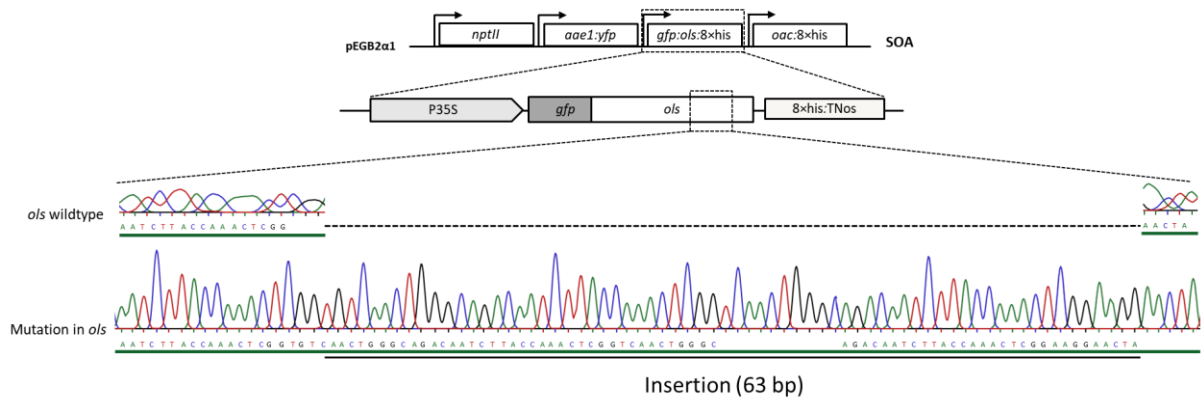 nptII aae1:yfp gfp:ols:8×his oac:8×his
pEGB2α1 SOA
P35S gfp ols 8×his:TNos
ols wildtype
AATCTTACCAAACTCGG AACTA
Mutation in ols
AATCTTACCAAACTCGGTGTCAACTGGGCAGACAATCTTACCAAACTCGGTCAACTGGGC AGACAATCTTACCAAACTCGGAAGGAACTA
Insertion (63 bp)